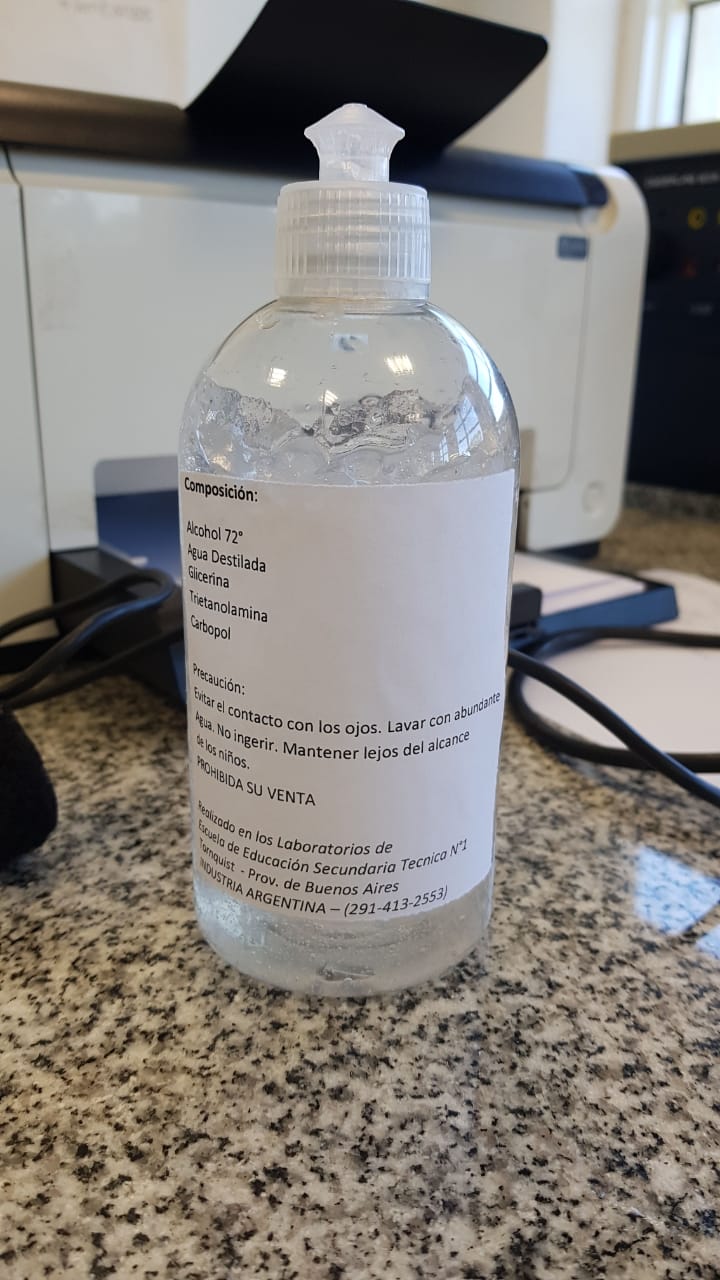 Composición:
Alcohol 72°
Agua Destilada
Glicerina
Trietanolamina
Carbopol
Precaución:
Evitar el contacto con los ojos. Lavar con abundante
Agua. No ingerir. Mantener lejos del alcance
de los niños.
PROHIBIDA SU VENTA
Realizado en los Laboratorios de
Escuela de Educación Secundaria Tecnica N°1
Tornquist - Prov. de Buenos Aires
INDUSTRIA ARGENTINA – (291-413-2553)